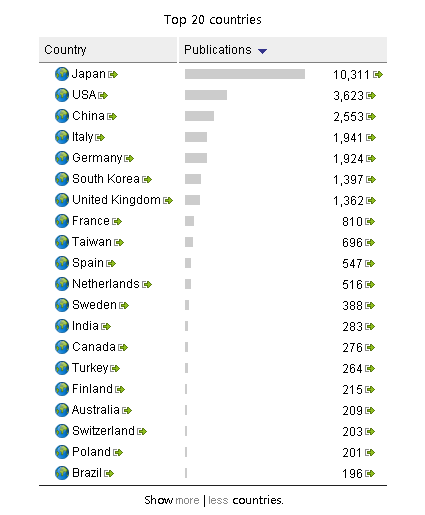 Top 20 countries
Country Publications
Japan 10,311
USA 3,623
China 2,553
Italy 1,941
Germany 1,924
South Korea 1,397
United Kingdom 1,362
France 810
Taiwan 696
Spain 547
Netherlands 516
Sweden 388
India 283
Canada 276
Turkey 264
Finland 215
Australia 209
Switzerland 203
Poland 201
Brazil 196
Show more | less countries.